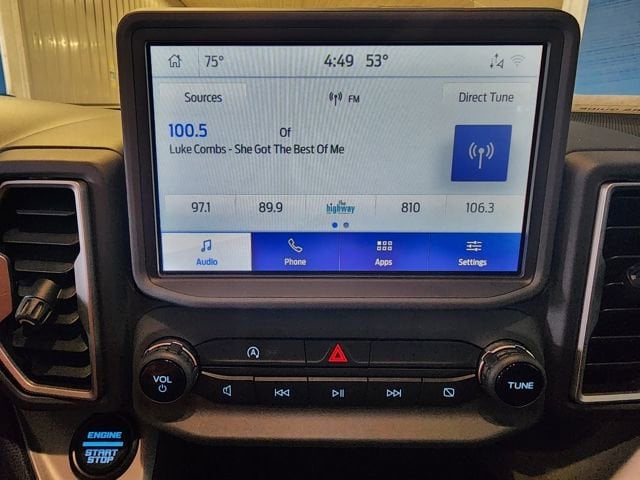 75° 4:49 53°
Sources FM Direct Tune
100.5 Of
Luke Combs - She Got The Best Of Me
97.1 89.9 the highway 810 106.3
Audio Phone Apps Settings
A
VOL TUNE
ENGINE
START
STOP